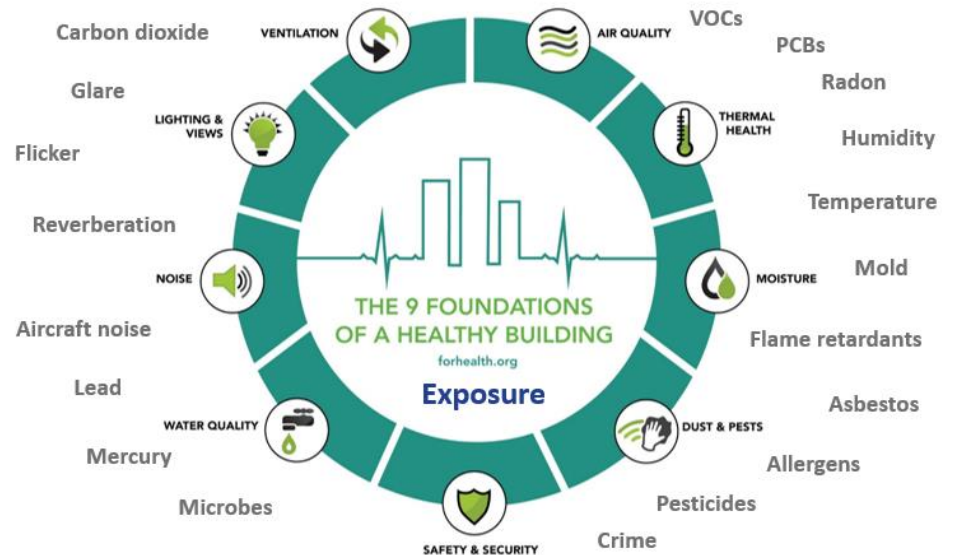 VOCs
Carbon dioxide
VENTILATION
AIR QUALITY
PCBs
Radon
Glare
LIGHTING &
VIEWS
THERMAL
HEALTH
Humidity
Flicker
Temperature
Reverberation
Mold
NOISE
MOISTURE
THE 9 FOUNDATIONS
OF A HEALTHY BUILDING
forhealth.org
Exposure
Aircraft noise
Flame retardants
Lead
Asbestos
WATER QUALITY
DUST & PESTS
Mercury
Allergens
Microbes
Pesticides
Crime
SAFETY & SECURITY